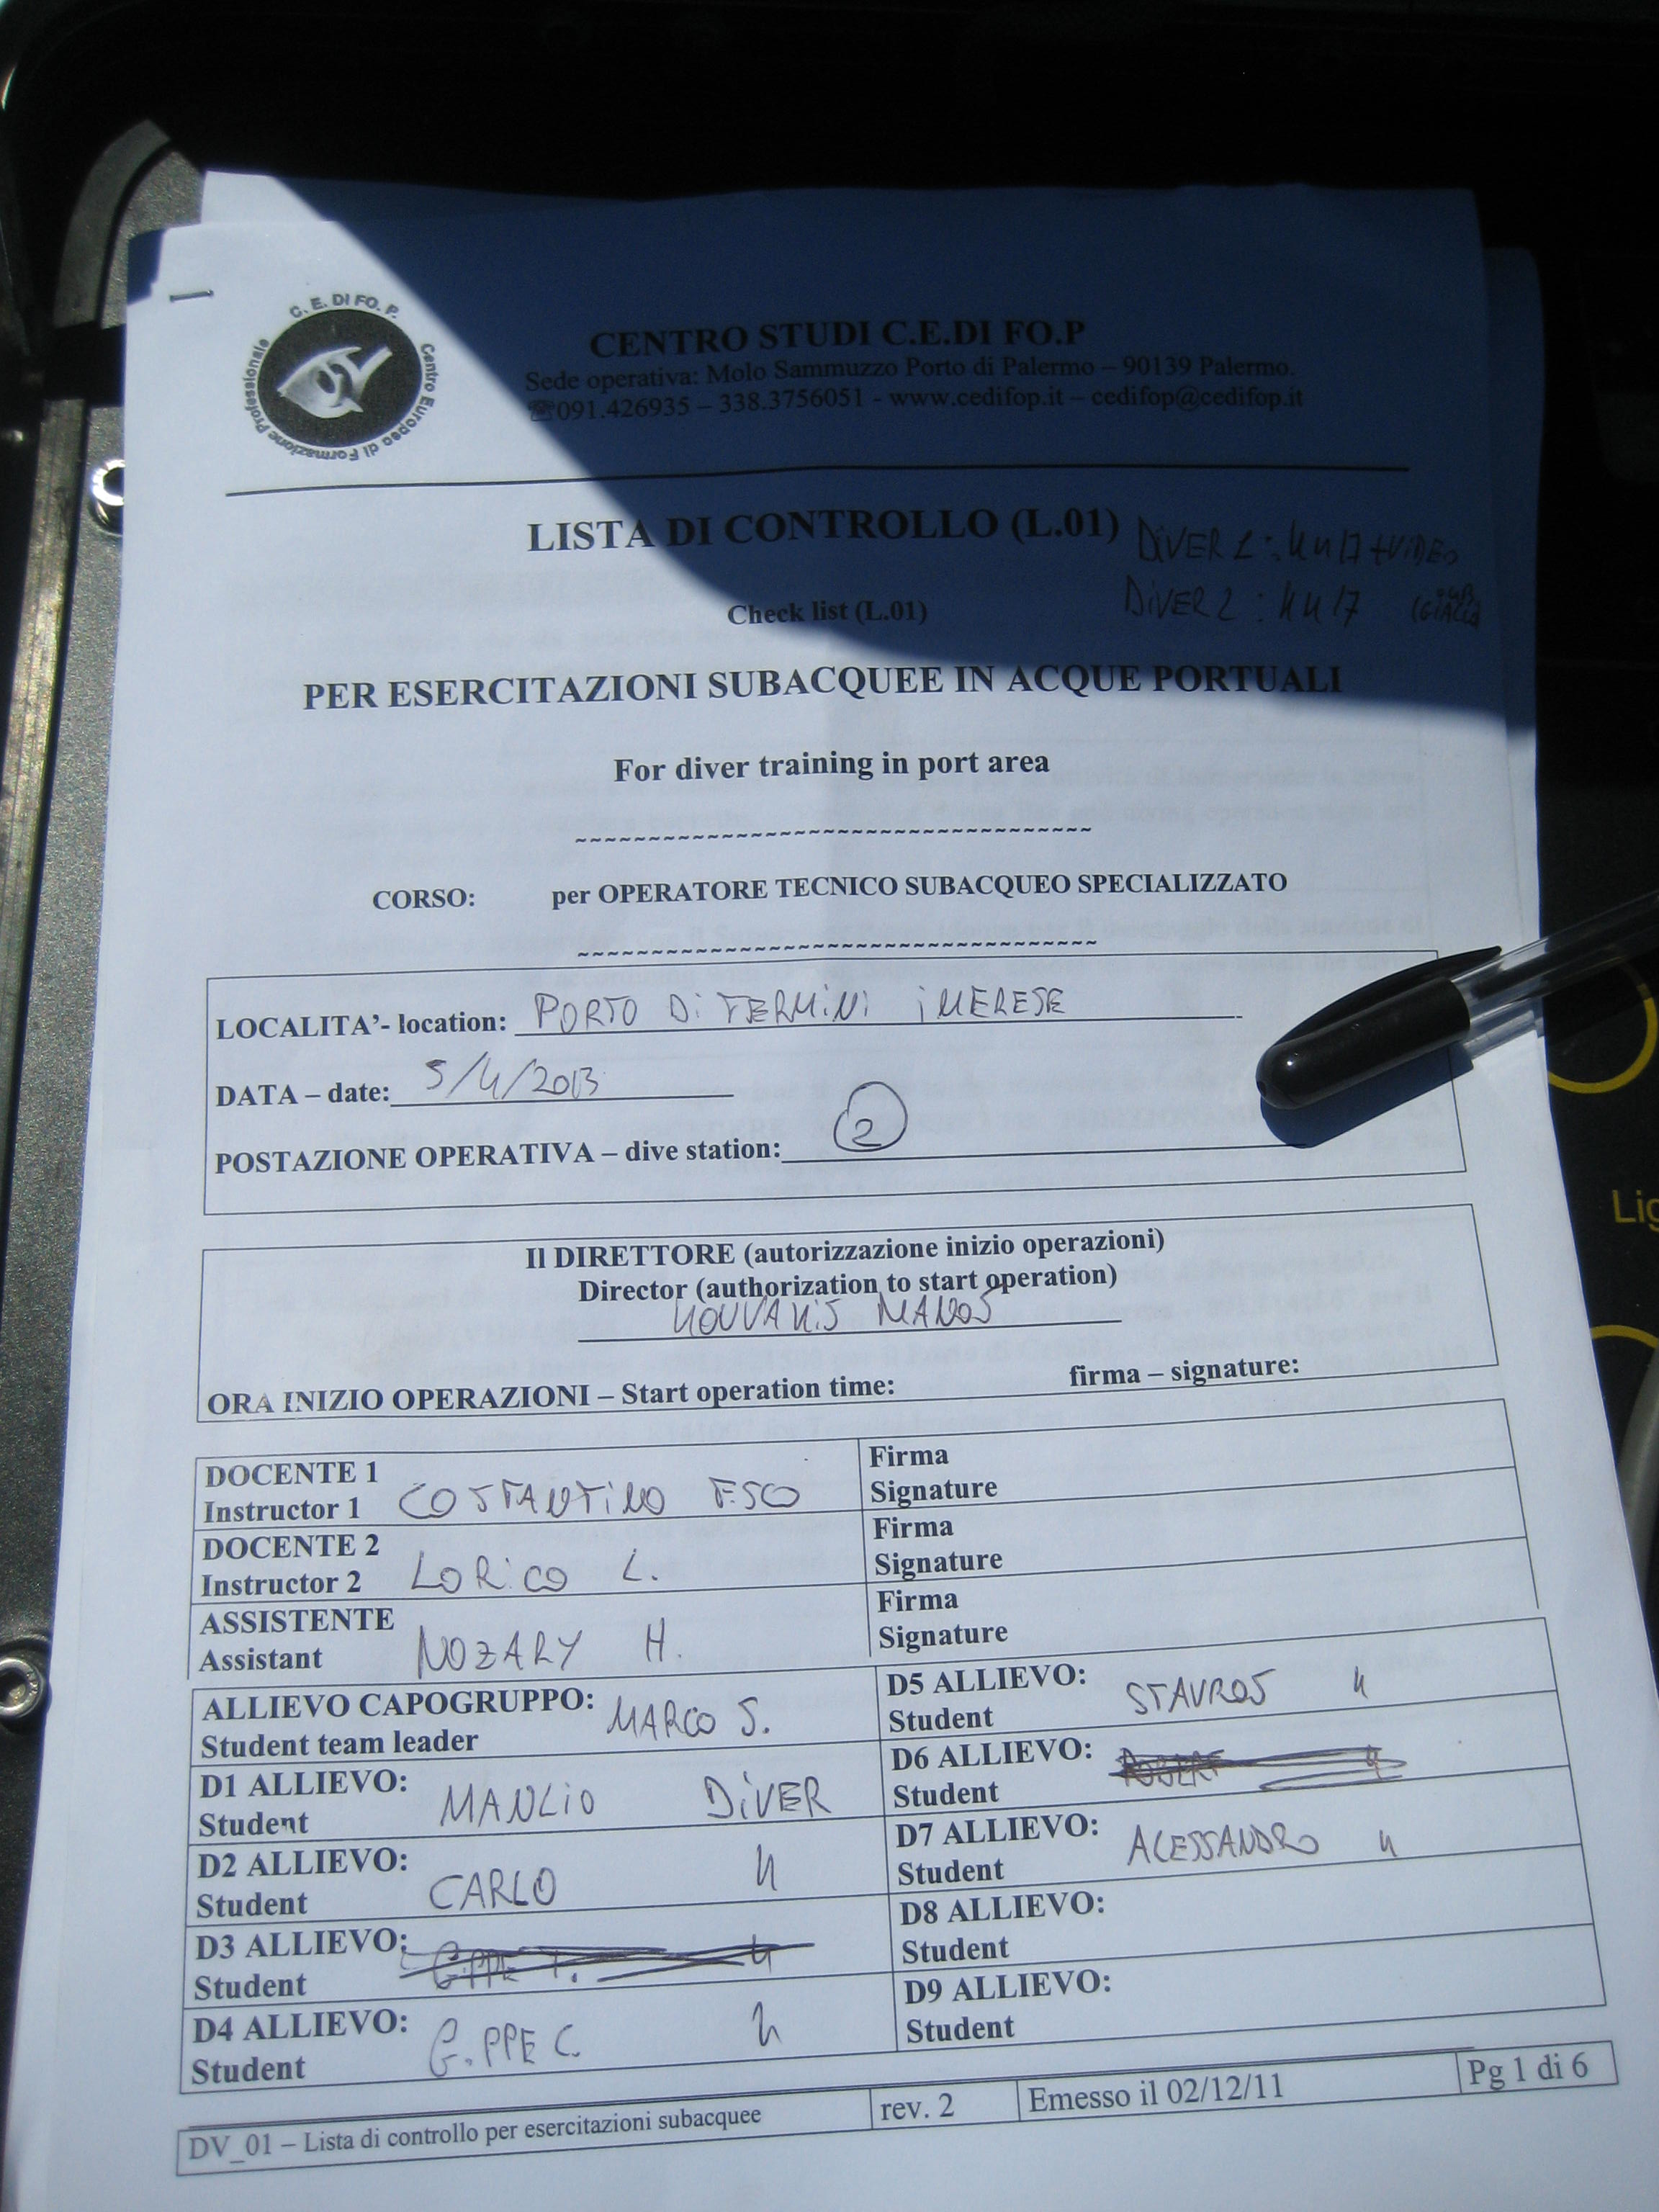 C. E. DI FO. P.
Centro Europeo di Formazione Professionale
CENTRO STUDI C.E.DI FO.P
Sede operativa: Molo Sammuzzo Porto di Palermo – 90139 Palermo.
☏091.426935 – 338.3756051 - www.cedifop.it – cedifop@cedifop.it
LISTA DI CONTROLLO (L.01)
DiVER 1: KM17 +ViDEO
Check list (L.01)
DiVER 2: KM17
PER ESERCITAZIONI SUBACQUEE IN ACQUE PORTUALI
For diver training in port area
CORSO: per OPERATORE TECNICO SUBACQUEO SPECIALIZZATO
LOCALITA'- location: PORTO Di TERMiNi iMERESE
DATA – date: 5/4/2013
POSTAZIONE OPERATIVA – dive station: 2
Il DIRETTORE (autorizzazione inizio operazioni)
Director (authorization to start operation)
KOUVAKiS MANOS
ORA INIZIO OPERAZIONI – Start operation time: firma – signature:
DOCENTE 1
Instructor 1 COSTANTiNO F.SCO
Firma
Signature
DOCENTE 2
Instructor 2 LORiCO L.
Firma
Signature
ASSISTENTE
Assistant NOZARY H.
Firma
Signature
ALLIEVO CAPOGRUPPO: MARCO S.
Student team leader
D1 ALLIEVO: MANLiO DiVER
Student
D2 ALLIEVO: CARLO "
Student
D3 ALLIEVO: G.PPE T. "
Student
D4 ALLIEVO: G.PPE C. "
Student
D5 ALLIEVO: STAVROS "
Student
D6 ALLIEVO: ROBERT "
Student
D7 ALLIEVO: ALESSANDRO "
Student
D8 ALLIEVO:
Student
D9 ALLIEVO:
Student
DV_01 – Lista di controllo per esercitazioni subacquee rev. 2 Emesso il 02/12/11 Pg 1 di 6
Lig